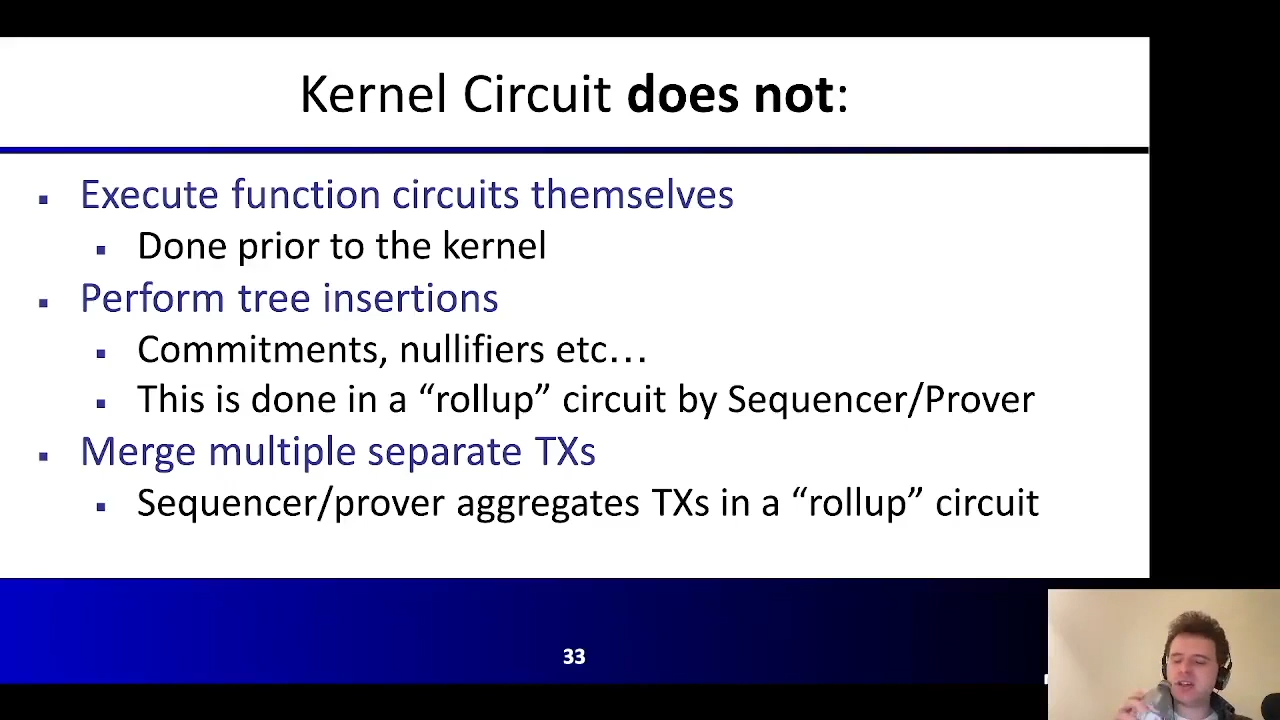 Kernel Circuit does not:
Execute function circuits themselves
Done prior to the kernel
Perform tree insertions
Commitments, nullifiers etc…
This is done in a “rollup” circuit by Sequencer/Prover
Merge multiple separate TXs
Sequencer/prover aggregates TXs in a “rollup” circuit
33